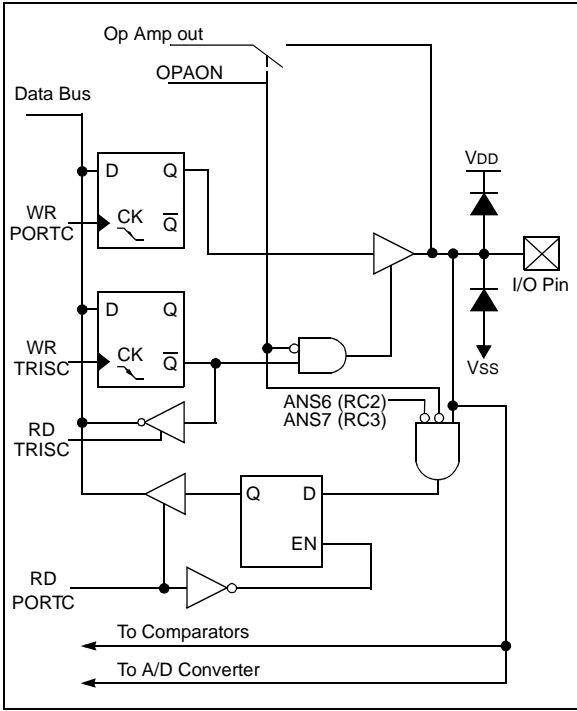 Op Amp out
OPAON
Data Bus
VDD
D Q
WR
PORTC
CK Q
I/O Pin
D Q
WR
TRISC
CK Q
VSS
ANS6 (RC2)
ANS7 (RC3)
RD
TRISC
Q D
EN
RD
PORTC
To Comparators
To A/D Converter